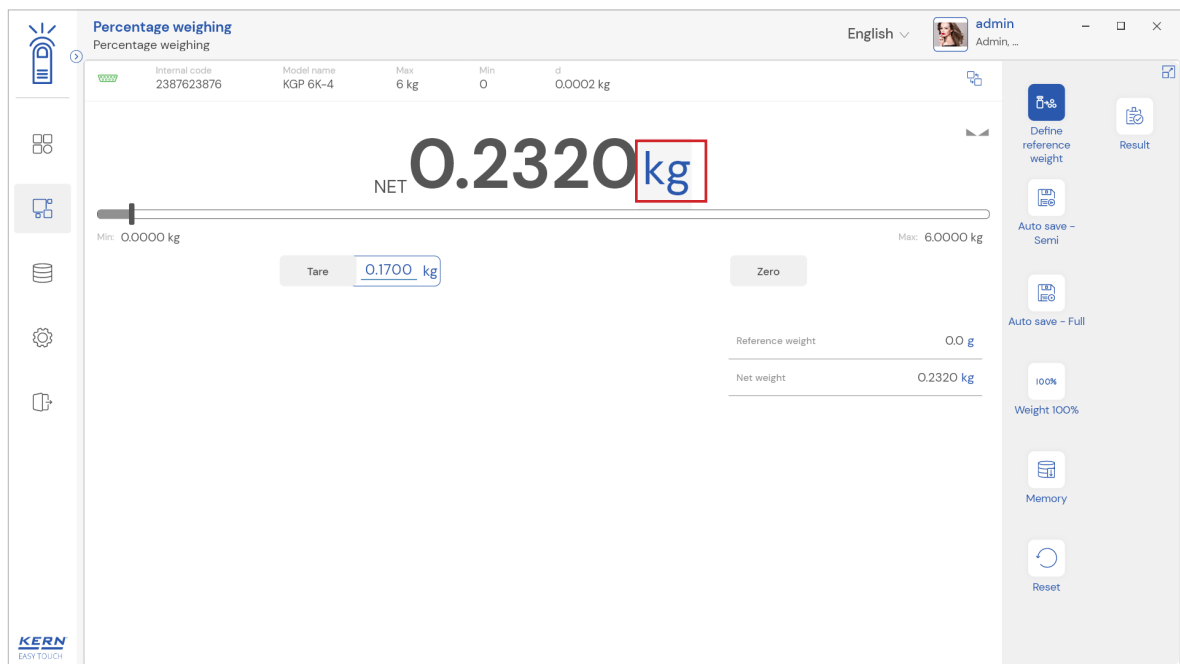 Percentage weighing
Percentage weighing
English
admin
Admin, ...
Internal code
2387623876
Model name
KGP 6K-4
Max
6 kg
Min
0
d
0.0002 kg
NET 0.2320 kg
Min: 0.0000 kg
Max: 6.0000 kg
Tare 0.1700 kg
Zero
Reference weight 0.0 g
Net weight 0.2320 kg
Define
reference
weight
Result
Auto save -
Semi
Auto save - Full
100%
Weight 100%
Memory
Reset
KERN
EASY TOUCH